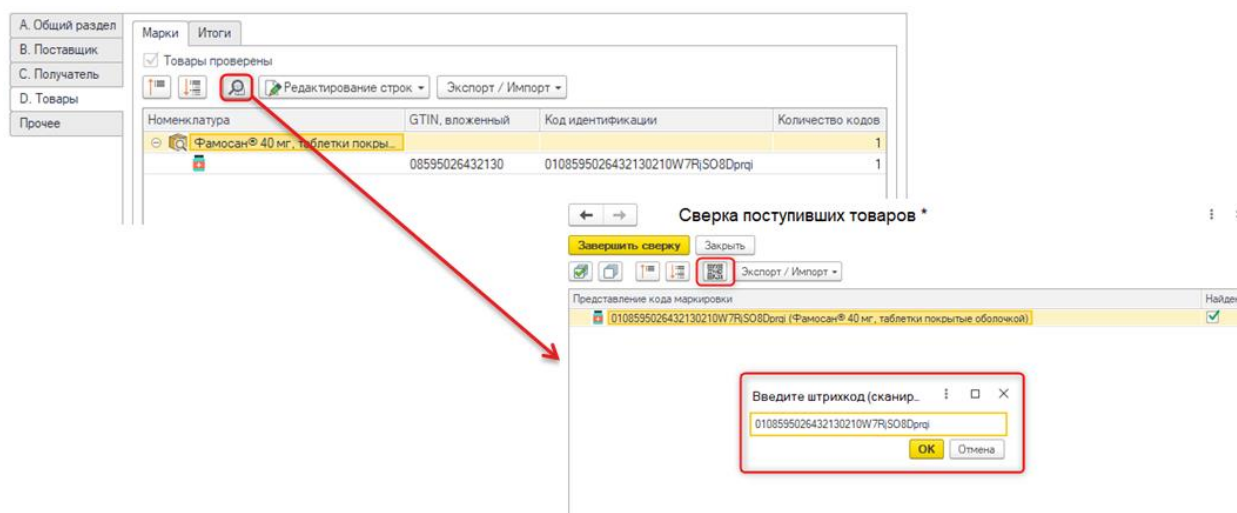 А. Общий раздел
В. Поставщик
С. Получатель
D. Товары
Прочее
Марки Итоги
Товары проверены
Редактирование строк Экспорт / Импорт
Номенклатура GTIN, вложенный Код идентификации Количество кодов
Фамосан® 40 мг, таблетки покры... 1
08595026432130 0108595026432130210W7RjSO8Dprqi 1
Сверка поступивших товаров *
Завершить сверку Закрыть
Экспорт / Импорт
Представление кода маркировки Найден
0108595026432130210W7RjSO8Dprqi (Фамосан® 40 мг, таблетки покрытые оболочкой)
Введите штрихкод (сканир...
0108595026432130210W7RjSO8Dprqi
ОК Отмена